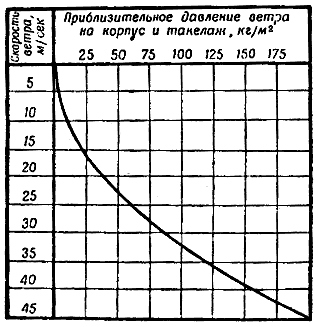 Скорость
ветра,
м/сек
Приблизительное давление ветра
на корпус и такелаж, кг/м²
25 50 75 100 125 150 175
5
10
15
20
25
30
35
40
45